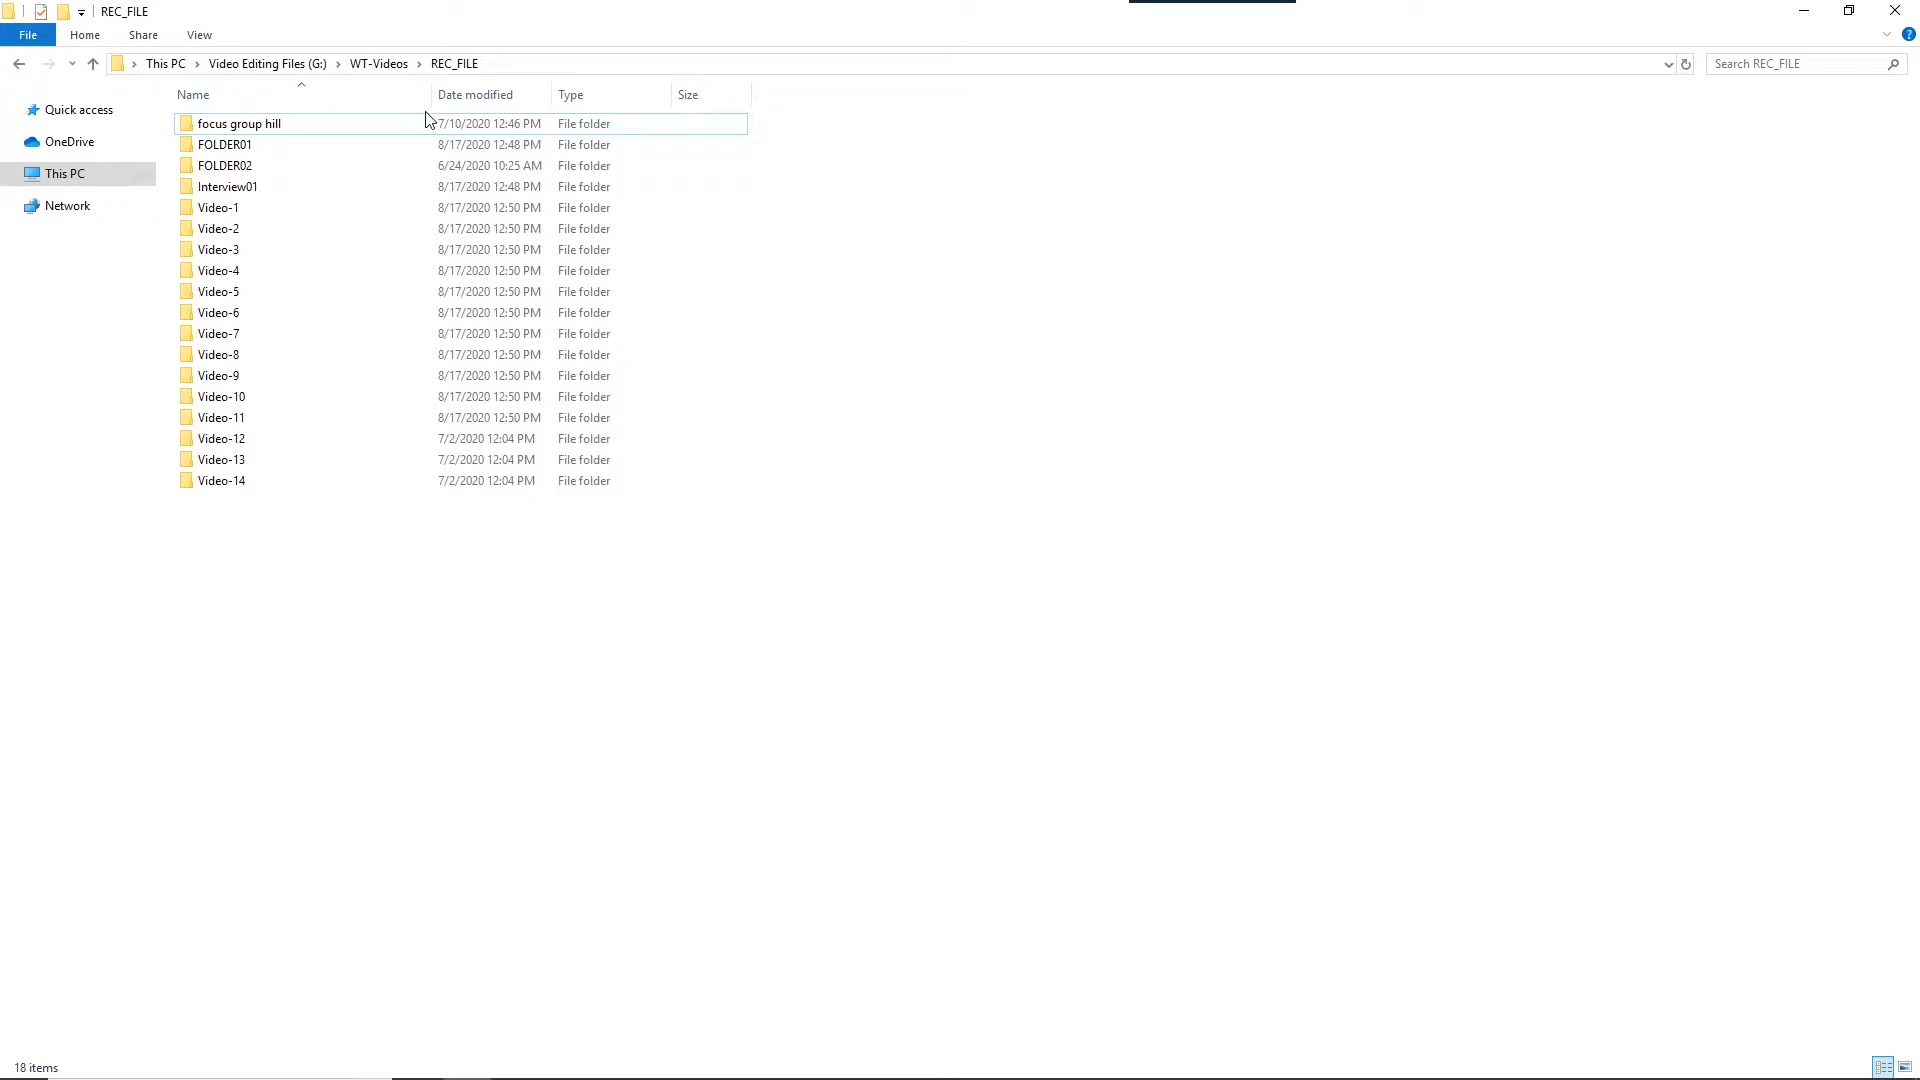 REC_FILE
File Home Share View
This PC Video Editing Files (G:) WT-Videos REC_FILE Search REC_FILE
Name Date modified Type Size
Quick access
OneDrive
This PC
Network
focus group hill 7/10/2020 12:46 PM File folder
FOLDER01 8/17/2020 12:48 PM File folder
FOLDER02 6/24/2020 10:25 AM File folder
Interview01 8/17/2020 12:48 PM File folder
Video-1 8/17/2020 12:50 PM File folder
Video-2 8/17/2020 12:50 PM File folder
Video-3 8/17/2020 12:50 PM File folder
Video-4 8/17/2020 12:50 PM File folder
Video-5 8/17/2020 12:50 PM File folder
Video-6 8/17/2020 12:50 PM File folder
Video-7 8/17/2020 12:50 PM File folder
Video-8 8/17/2020 12:50 PM File folder
Video-9 8/17/2020 12:50 PM File folder
Video-10 8/17/2020 12:50 PM File folder
Video-11 8/17/2020 12:50 PM File folder
Video-12 7/2/2020 12:04 PM File folder
Video-13 7/2/2020 12:04 PM File folder
Video-14 7/2/2020 12:04 PM File folder
18 items